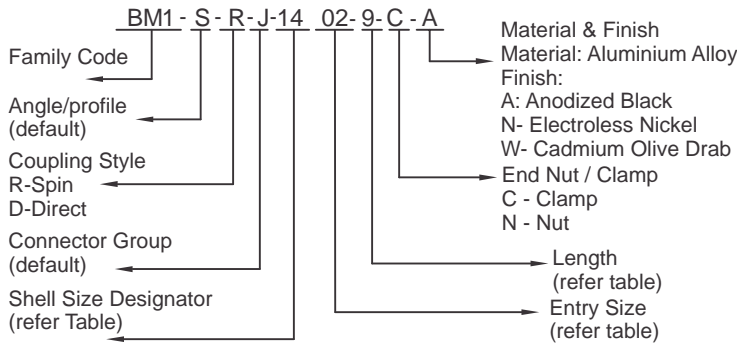 BM1 - S - R - J-14 02- 9- C - A
Family Code
Angle/profile
(default)
Coupling Style
R-Spin
D-Direct
Connector Group
(default)
Shell Size Designator
(refer Table)
Material & Finish
Material: Aluminium Alloy
Finish:
A: Anodized Black
N- Electroless Nickel
W- Cadmium Olive Drab
End Nut / Clamp
C - Clamp
N - Nut
Length
(refer table)
Entry Size
(refer table)